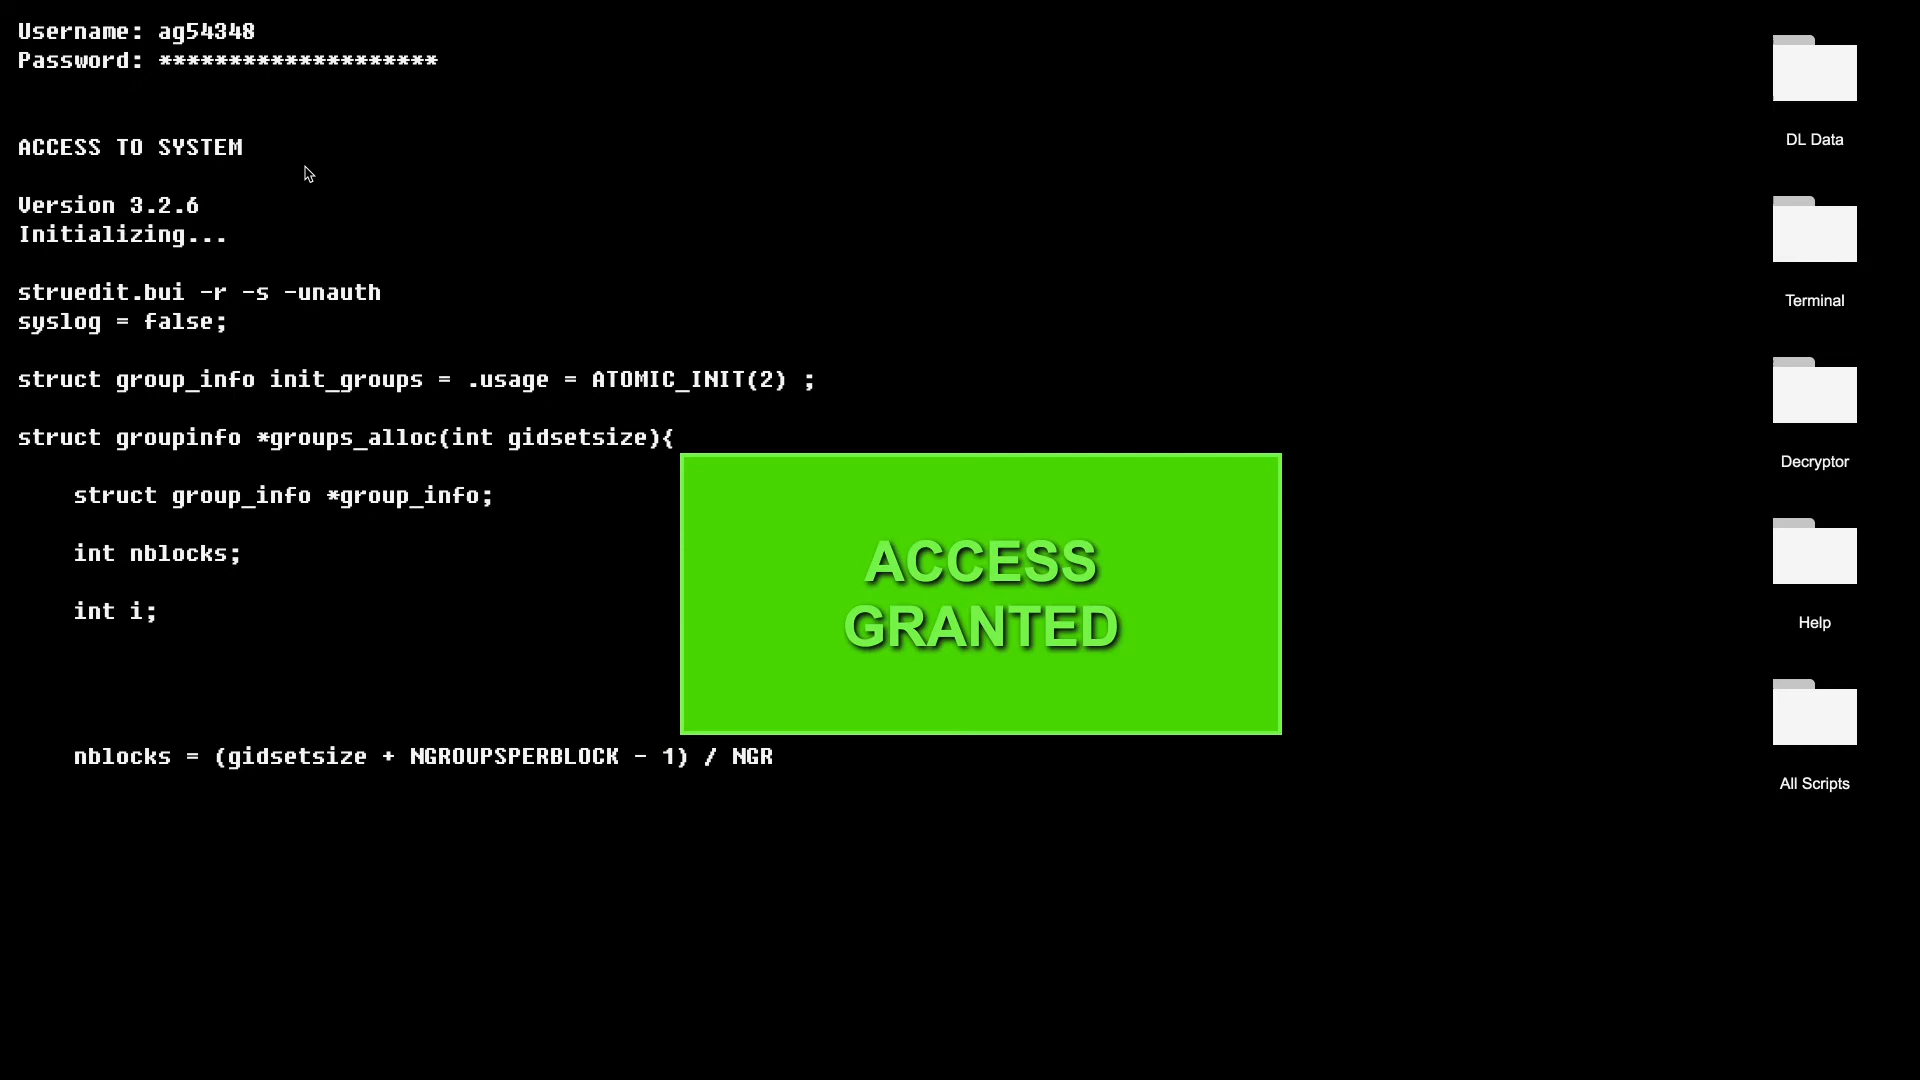 Username: ag54348
Password: ********************
ACCESS TO SYSTEM
Version 3.2.6
Initializing...
struedit.bui -r -s -unauth
syslog = false;
struct group_info init_groups = .usage = ATOMIC_INIT(2) ;
struct groupinfo *groups_alloc(int gidsetsize){
struct group_info *group_info;
int nblocks;
int i;
nblocks = (gidsetsize + NGROUPSPERBLOCK - 1) / NGR
ACCESS
GRANTED
DL Data
Terminal
Decryptor
Help
All Scripts